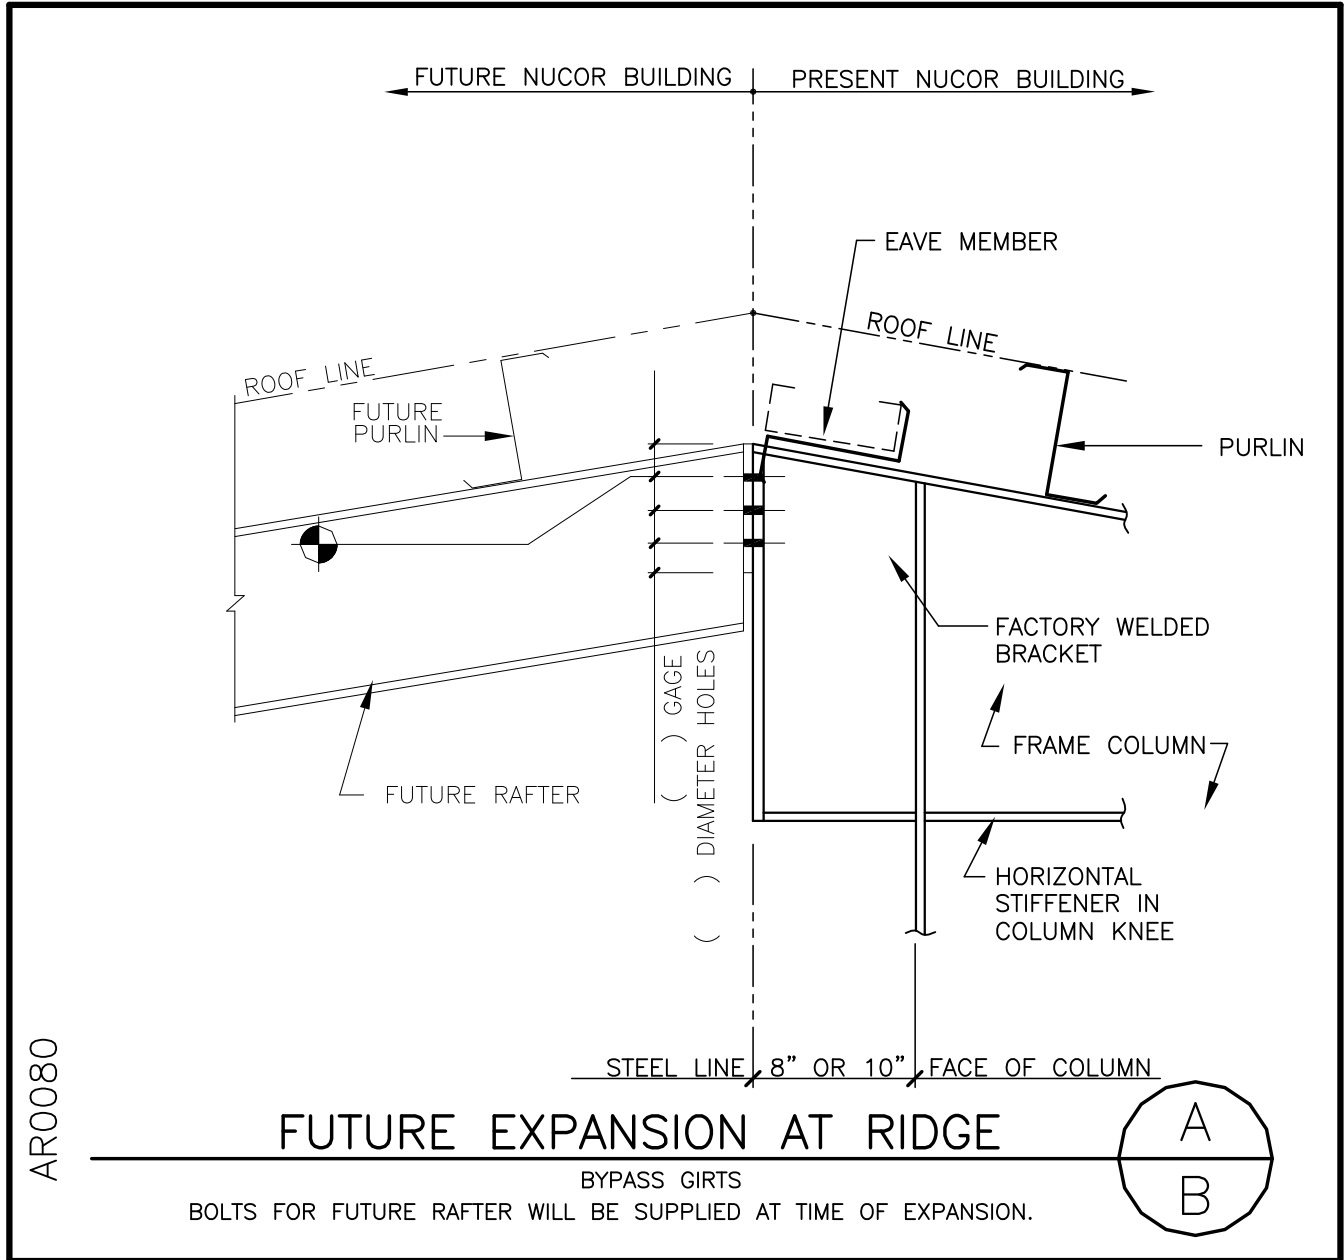 FUTURE NUCOR BUILDING
PRESENT NUCOR BUILDING
EAVE MEMBER
ROOF LINE
ROOF LINE
FUTURE
PURLIN
PURLIN
FACTORY WELDED
BRACKET
( ) GAGE
( ) DIAMETER HOLES
FRAME COLUMN
FUTURE RAFTER
HORIZONTAL
STIFFENER IN
COLUMN KNEE
STEEL LINE
8” OR 10”
FACE OF COLUMN
AR0080
FUTURE EXPANSION AT RIDGE
A
B
BYPASS GIRTS
BOLTS FOR FUTURE RAFTER WILL BE SUPPLIED AT TIME OF EXPANSION.